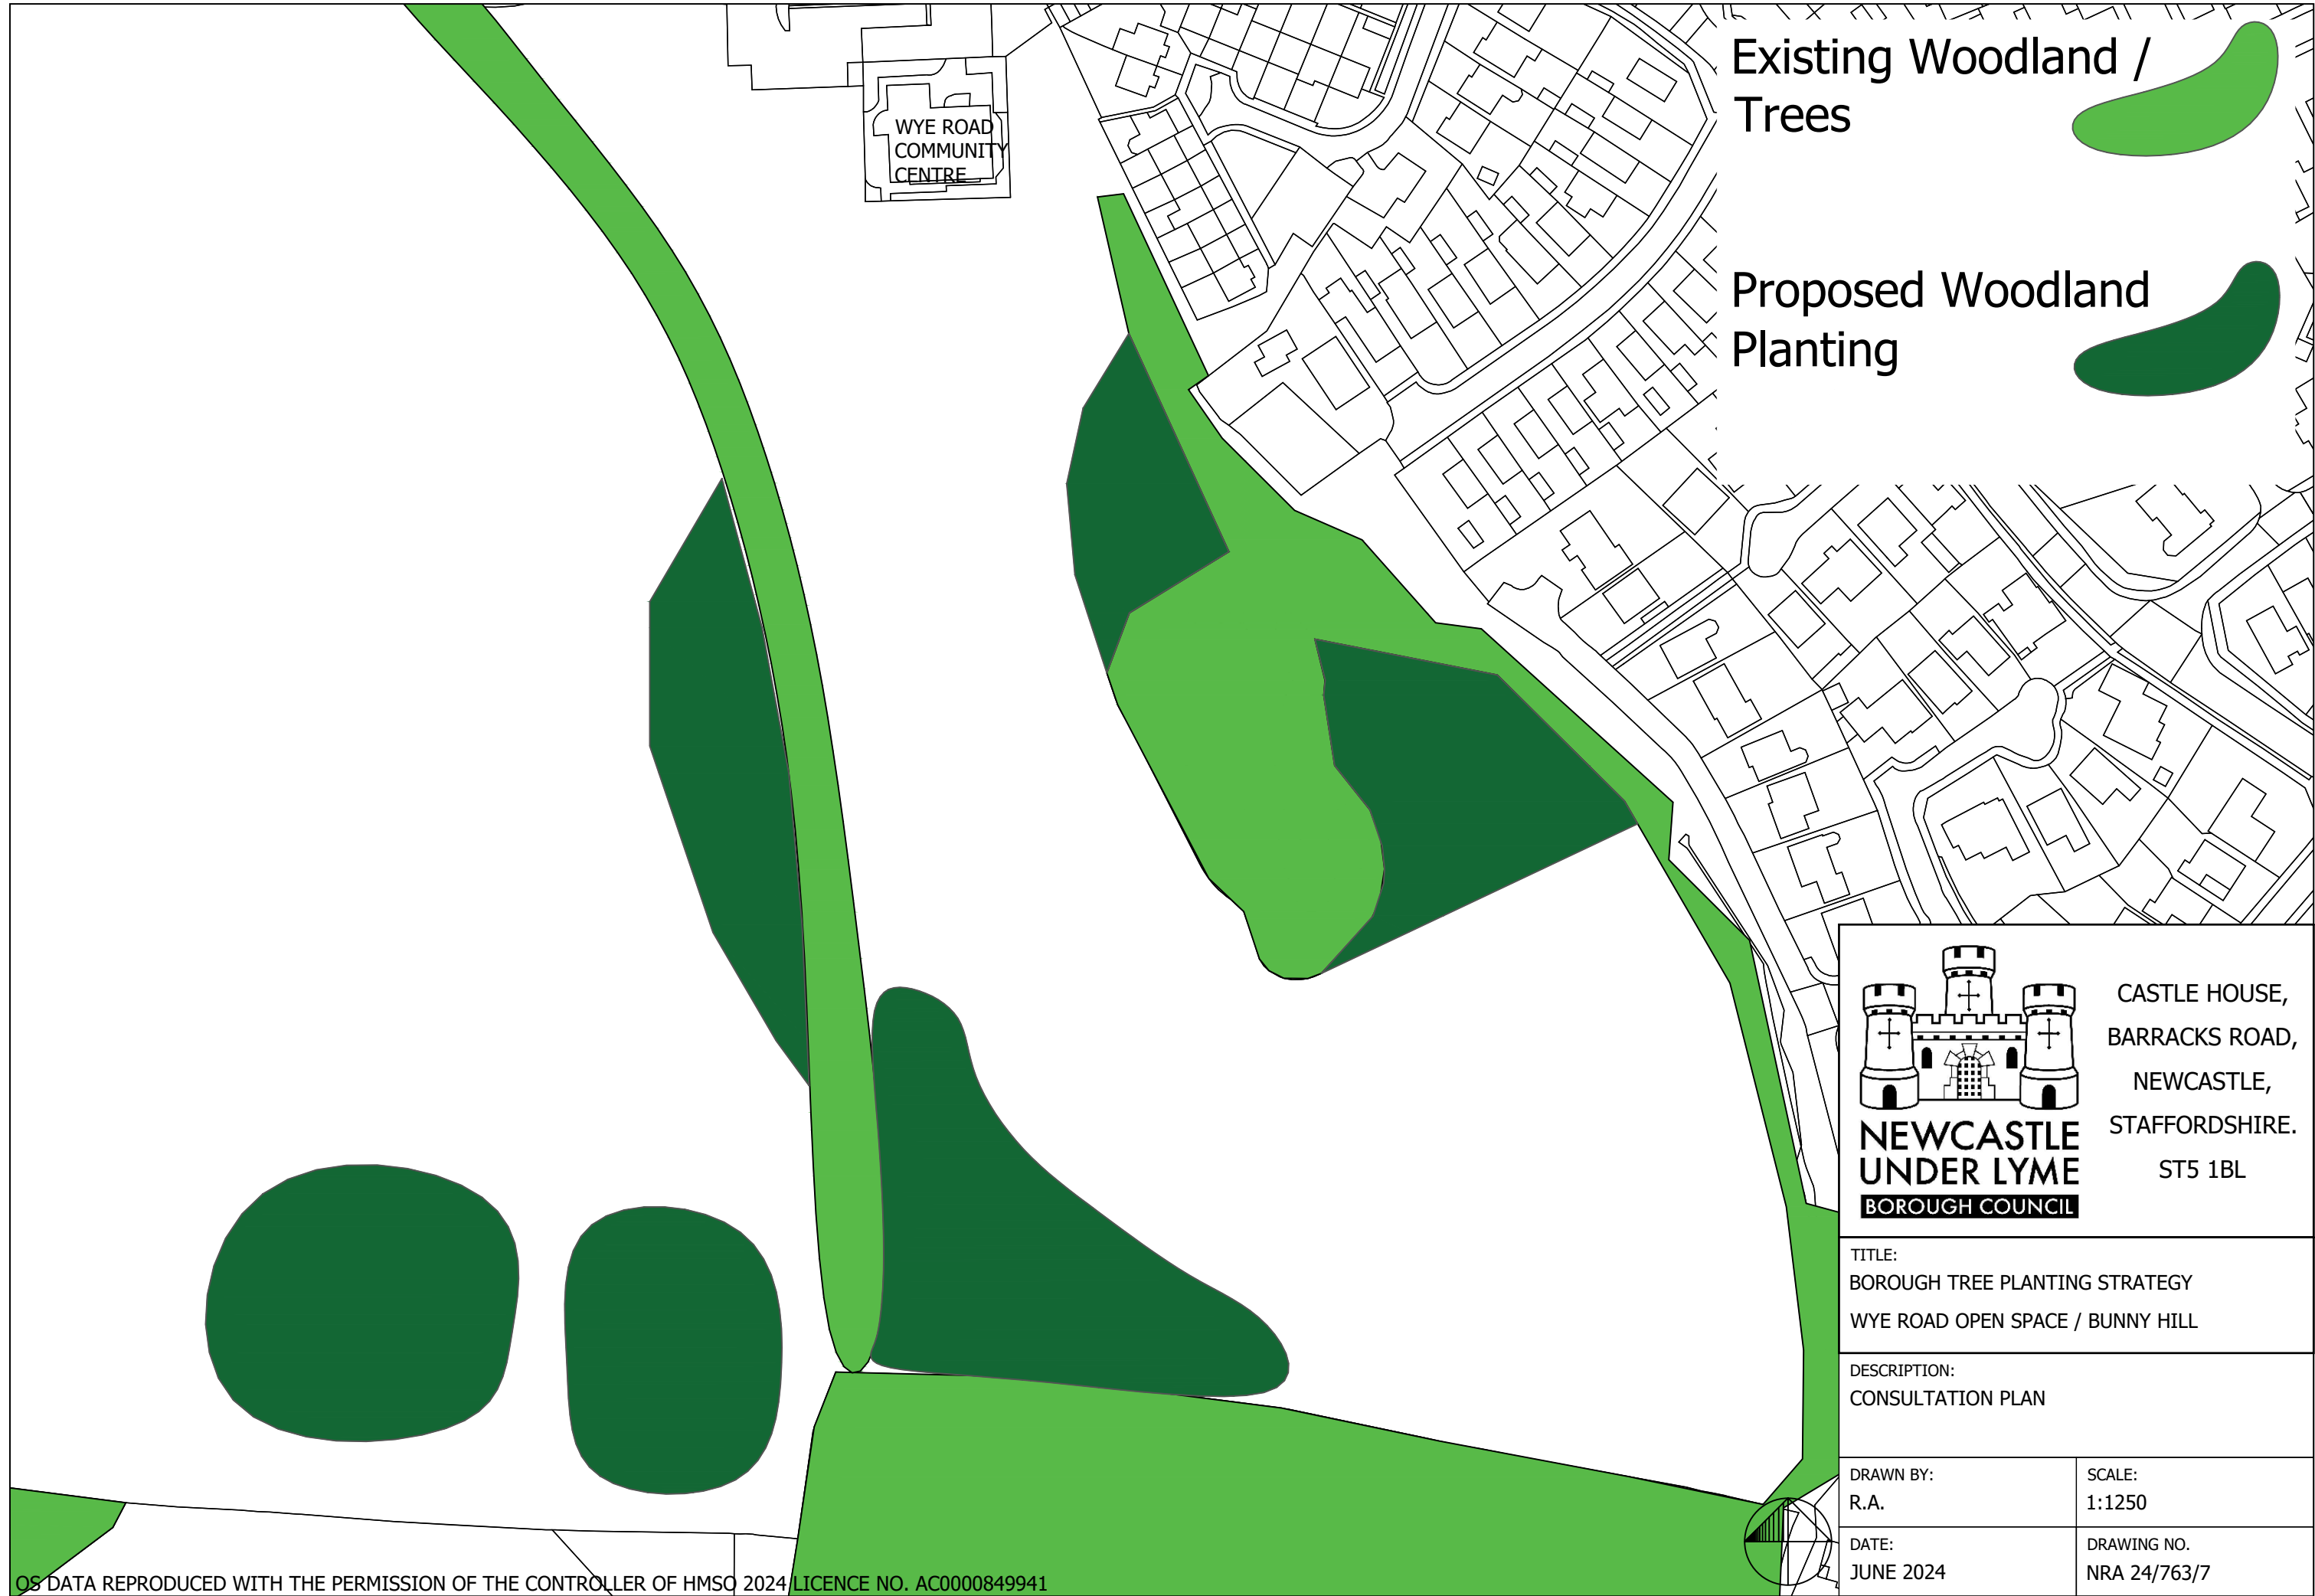 Existing Woodland /
Trees
WYE ROAD
COMMUNITY
CENTRE
Proposed Woodland
Planting
CASTLE HOUSE,
BARRACKS ROAD,
NEWCASTLE,
STAFFORDSHIRE.
ST5 1BL
NEWCASTLE
UNDER LYME
BOROUGH COUNCIL
TITLE:
BOROUGH TREE PLANTING STRATEGY
WYE ROAD OPEN SPACE / BUNNY HILL
DESCRIPTION:
CONSULTATION PLAN
DRAWN BY:
R.A.
SCALE:
1:1250
DATE:
JUNE 2024
DRAWING NO.
NRA 24/763/7
OS DATA REPRODUCED WITH THE PERMISSION OF THE CONTROLLER OF HMSO 2024 LICENCE NO. AC0000849941